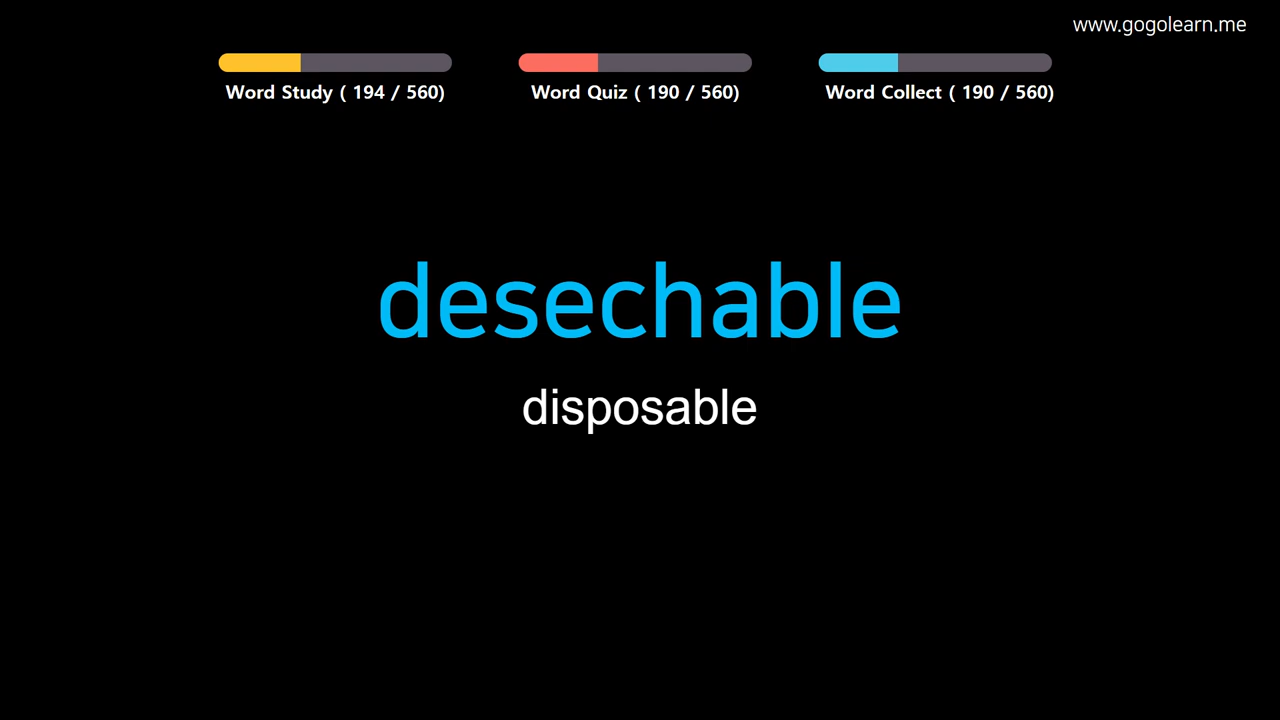 www.gogolearn.me
Word Study ( 194 / 560)
Word Quiz ( 190 / 560)
Word Collect ( 190 / 560)
desechable
disposable